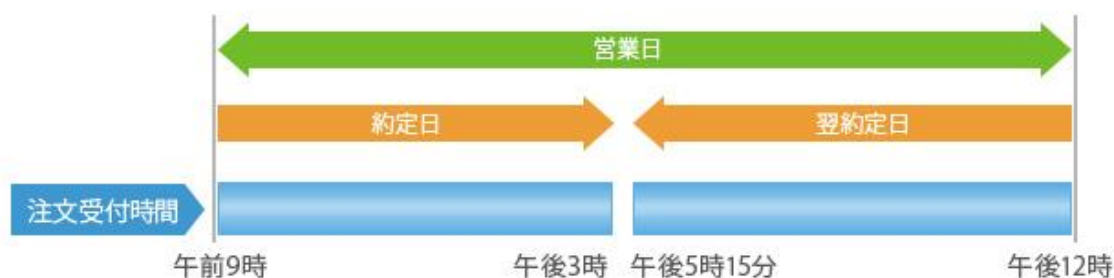 営業日
約定日
翌約定日
注文受付時間
午前9時
午後3時
午後5時15分
午後12時